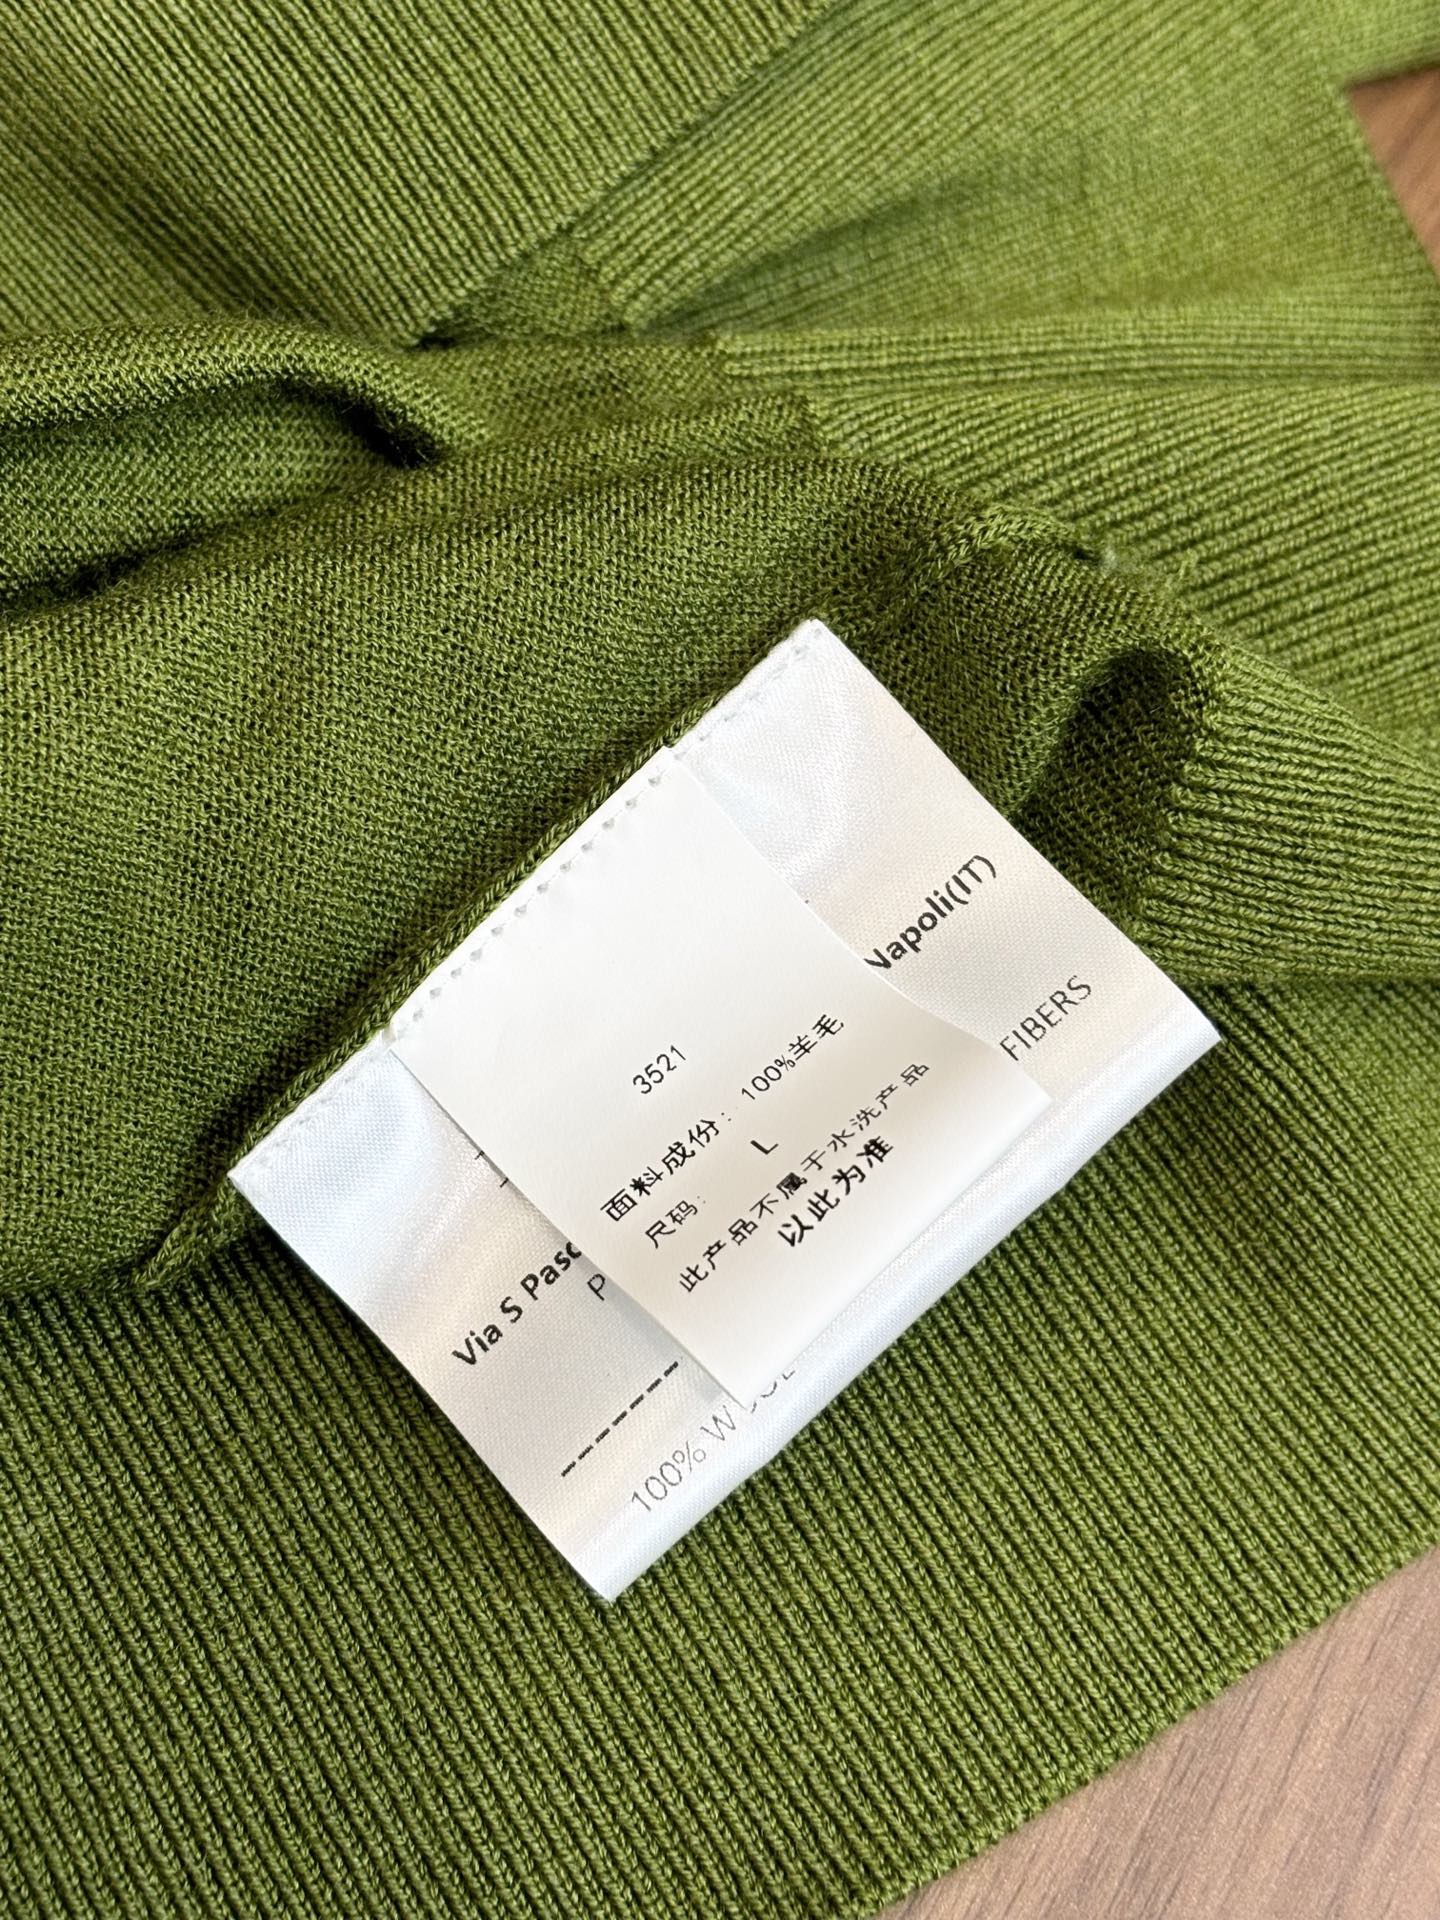 3521
面料成份：100%羊毛
尺码：L
此产品不属于水洗产品
以此为准
Via S Pasc
Napoli(IT)
P
FIBERS
------
100% WOOL